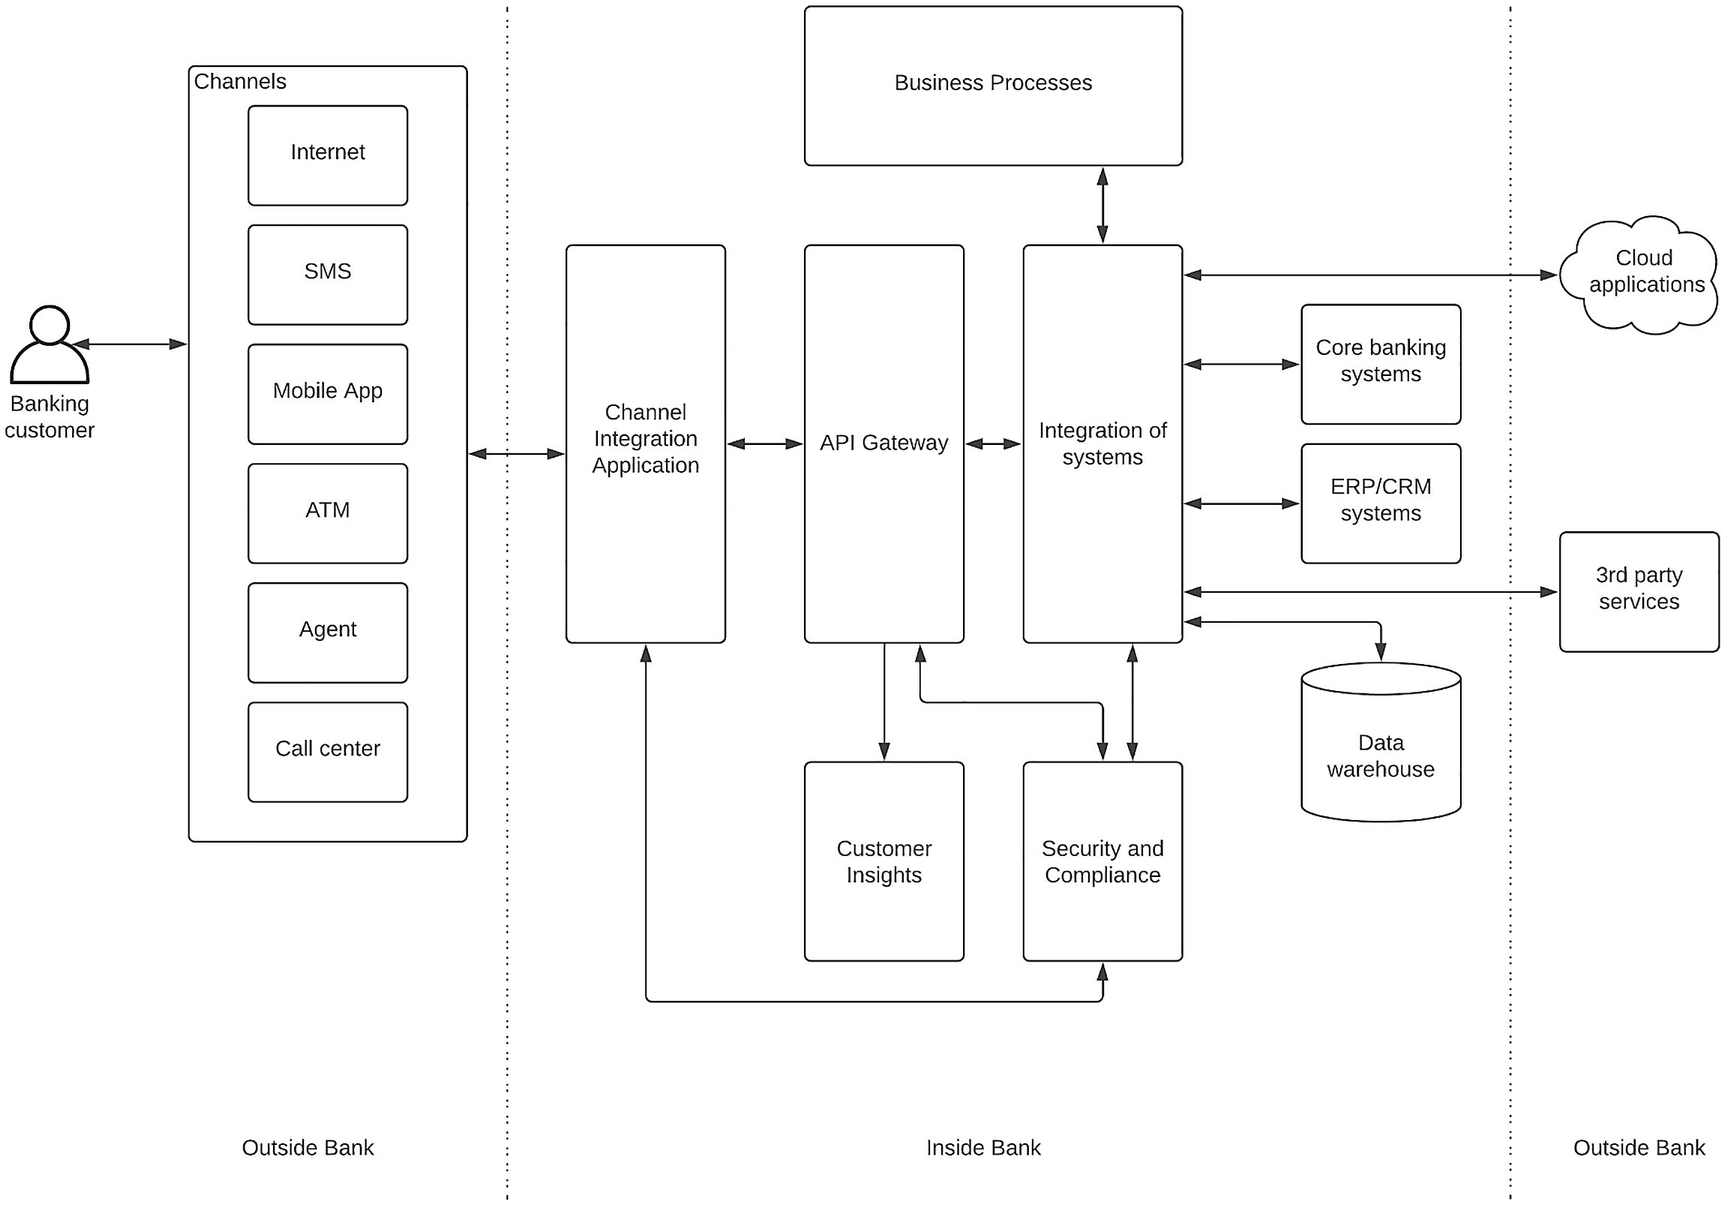 Channels
Internet
SMS
Mobile App
ATM
Agent
Call center
Banking
customer
Business Processes
Channel
Integration
Application
API Gateway
Integration of
systems
Customer
Insights
Security and
Compliance
Core banking
systems
ERP/CRM
systems
Data
warehouse
Cloud
applications
3rd party
services
Outside Bank
Inside Bank
Outside Bank